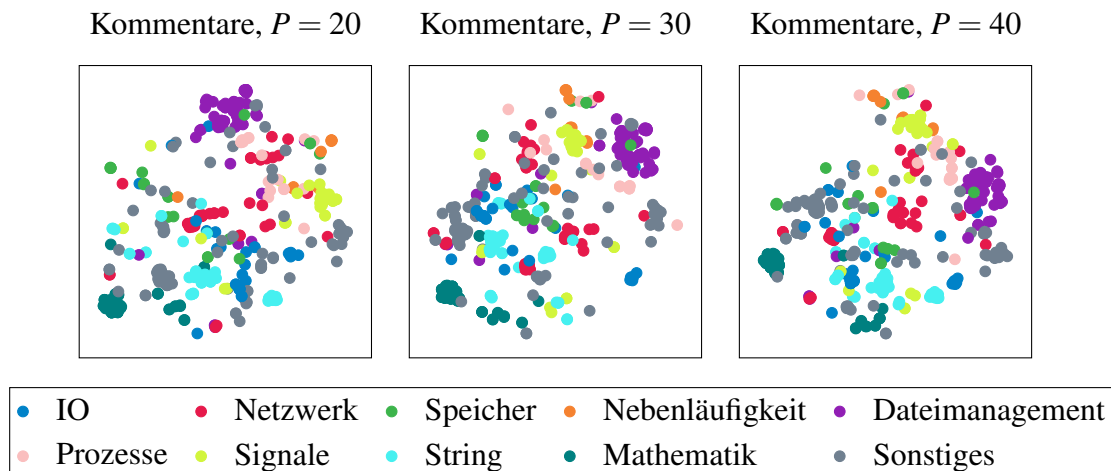 Kommentare, P = 20 Kommentare, P = 30 Kommentare, P = 40
IO Netzwerk Speicher Nebenläufigkeit Dateimanagement
Prozesse Signale String Mathematik Sonstiges